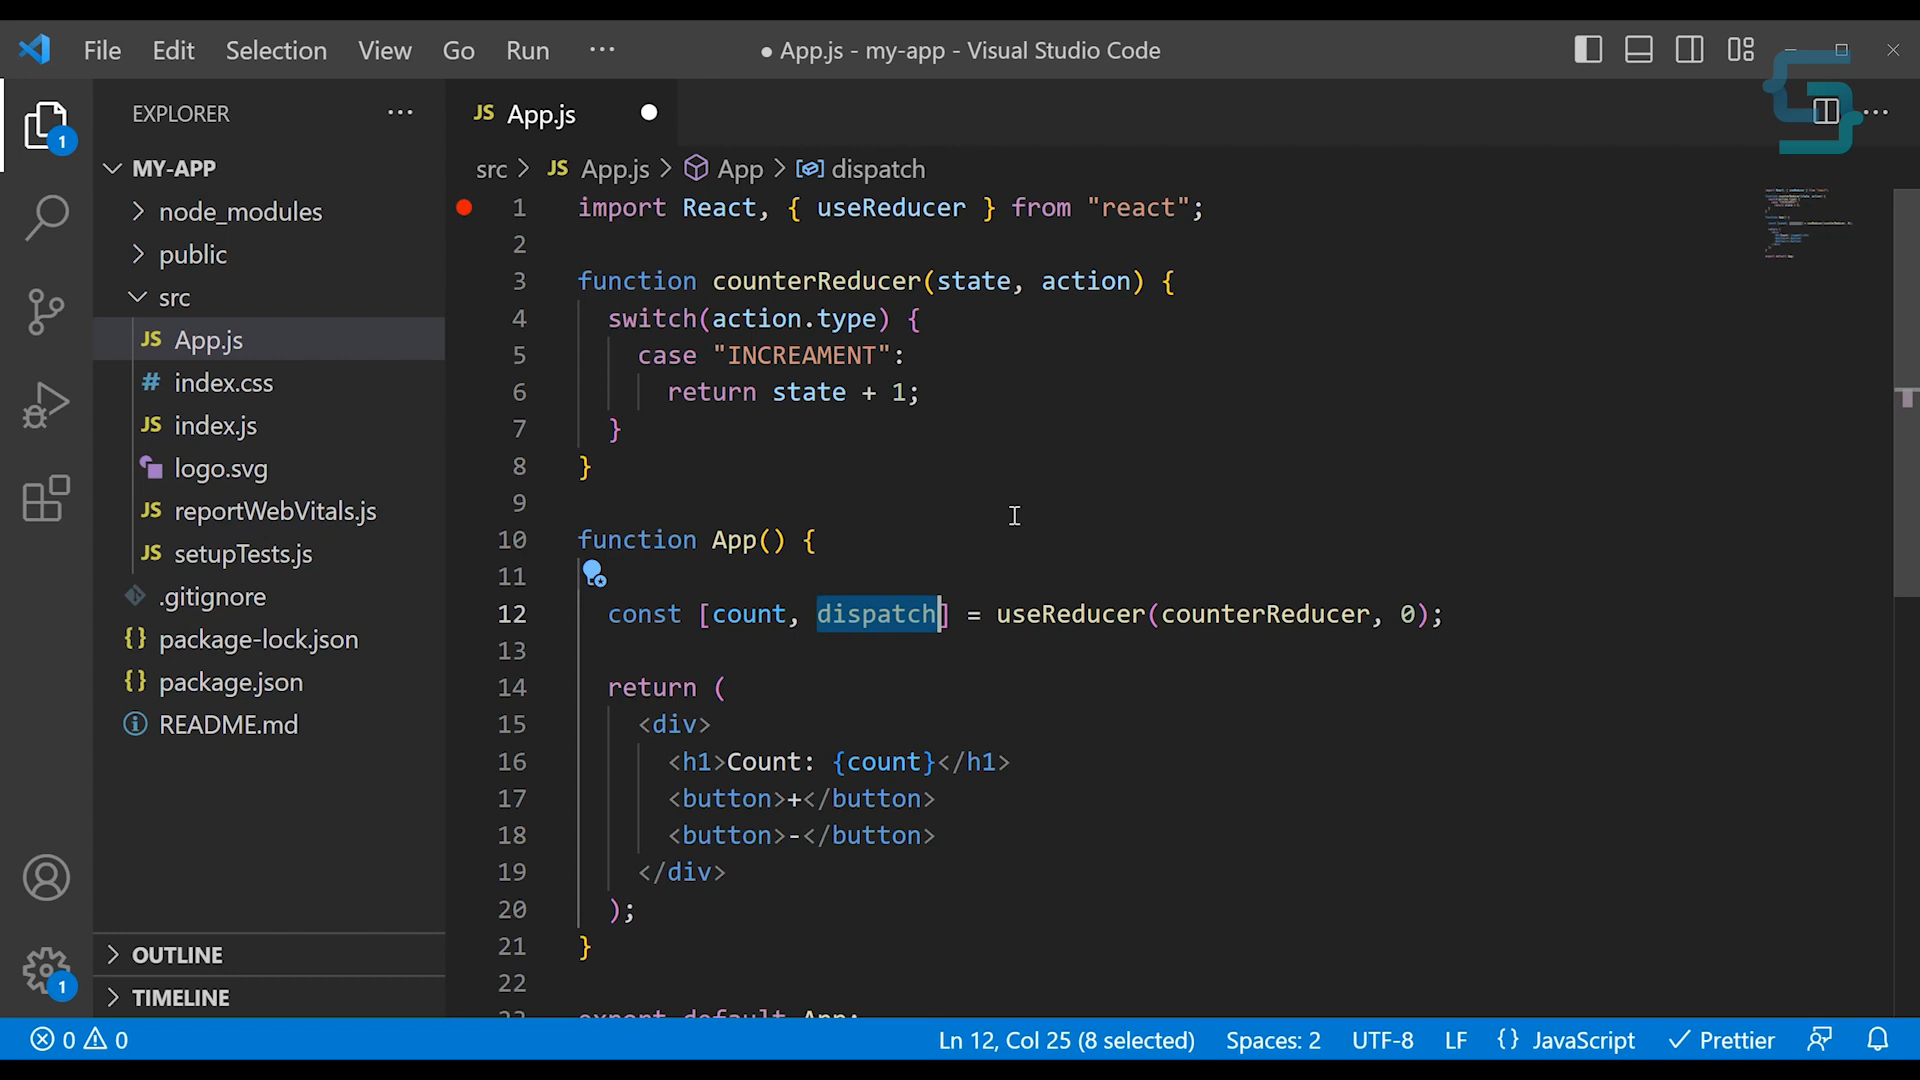 File Edit Selection View Go Run ···
● App.js - my-app - Visual Studio Code
EXPLORER
MY-APP
node_modules
public
src
JS App.js
# index.css
JS index.js
logo.svg
JS reportWebVitals.js
JS setupTests.js
.gitignore
{} package-lock.json
{} package.json
README.md
OUTLINE
TIMELINE
1
1
JS App.js
src > JS App.js > App > dispatch
1 import React, { useReducer } from "react";
2
3 function counterReducer(state, action) {
4 switch(action.type) {
5 case "INCREAMENT":
6 return state + 1;
7 }
8 }
9
10 function App() {
11
12 const [count, dispatch] = useReducer(counterReducer, 0);
13
14 return (
15 <div>
16 <h1>Count: {count}</h1>
17 <button>+</button>
18 <button>-</button>
19 </div>
20 );
21 }
22
23 export default App;
0 0 Ln 12, Col 25 (8 selected) Spaces: 2 UTF-8 LF {} JavaScript Prettier